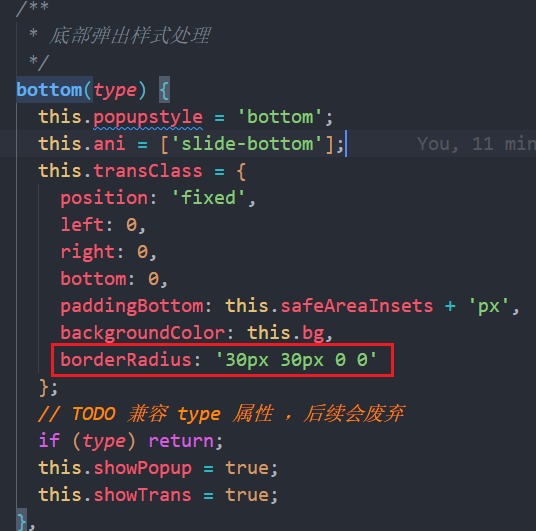 /**
 * 底部弹出样式处理
 */
bottom(type) {
  this.popupstyle = 'bottom';
  this.ani = ['slide-bottom'];        You, 11 min
  this.transClass = {
    position: 'fixed',
    left: 0,
    right: 0,
    bottom: 0,
    paddingBottom: this.safeAreaInsets + 'px',
    backgroundColor: this.bg,
    borderRadius: '30px 30px 0 0'
  };
  // TODO 兼容 type 属性 ，后续会废弃
  if (type) return;
  this.showPopup = true;
  this.showTrans = true;
},